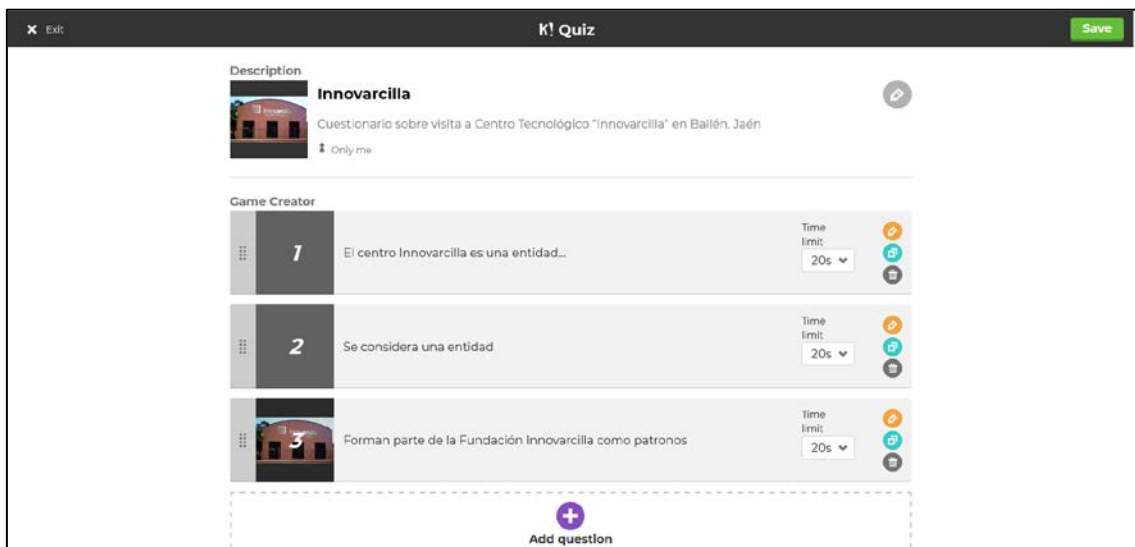 Exit
K! Quiz
Save
Description
Innovarcilla
Cuestionario sobre visita a Centro Tecnológico "Innovarcilla" en Bailén, Jaén
Only me
Game Creator
1
El centro Innovarcilla es una entidad...
Time
limit
20s
2
Se considera una entidad
Time
limit
20s
3
Forman parte de la Fundación Innovarcilla como patronos
Time
limit
20s
Add question